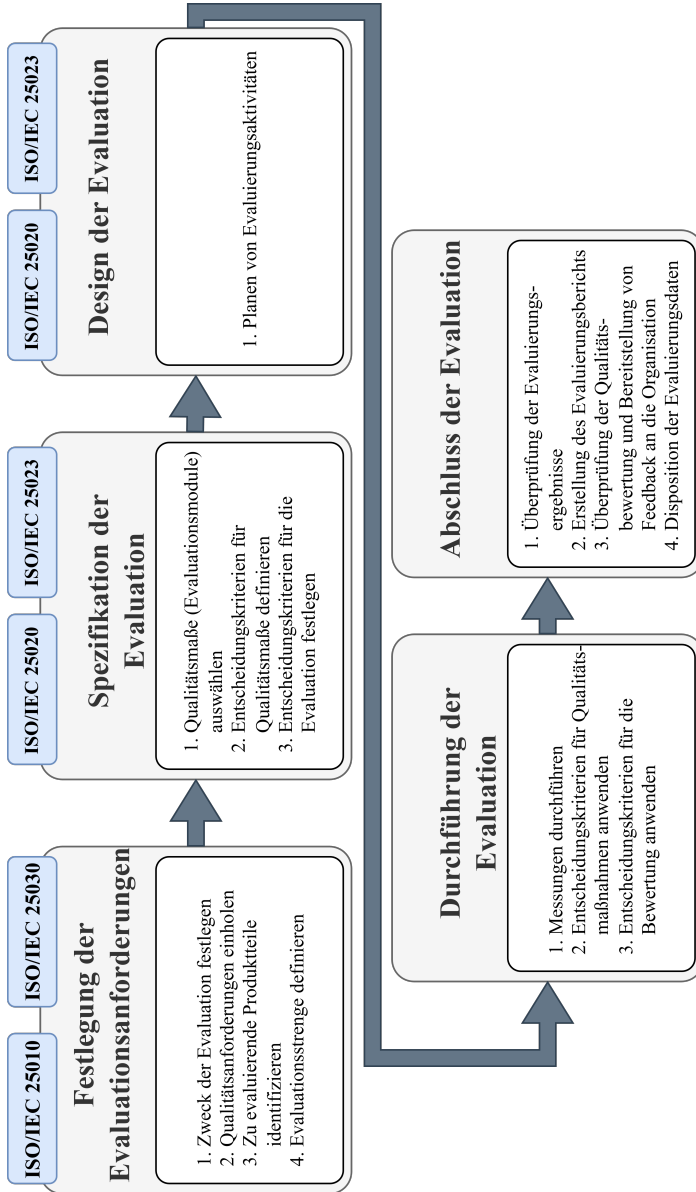 ISO/IEC 25010
ISO/IEC 25030
Festlegung der
Evaluationsanforderungen
1. Zweck der Evaluation festlegen
2. Qualitätsanforderungen einholen
3. Zu evaluierende Produktteile
identifizieren
4. Evaluationsstrenge definieren
ISO/IEC 25020
ISO/IEC 25023
Spezifikation der
Evaluation
1. Qualitätsmaße (Evaluationsmodule)
auswählen
2. Entscheidungskriterien für
Qualitätsmaße definieren
3. Entscheidungskriterien für die
Evaluation festlegen
ISO/IEC 25020
ISO/IEC 25023
Design der Evaluation
1. Planen von Evaluierungsaktivitäten
Durchführung der
Evaluation
1. Messungen durchführen
2. Entscheidungskriterien für Qualitäts-
maßnahmen anwenden
3. Entscheidungskriterien für die
Bewertung anwenden
Abschluss der Evaluation
1. Überprüfung der Evaluierungs-
ergebnisse
2. Erstellung des Evaluierungsberichts
3. Überprüfung der Qualitäts-
bewertung und Bereitstellung von
Feedback an die Organisation
4. Disposition der Evaluierungsdaten